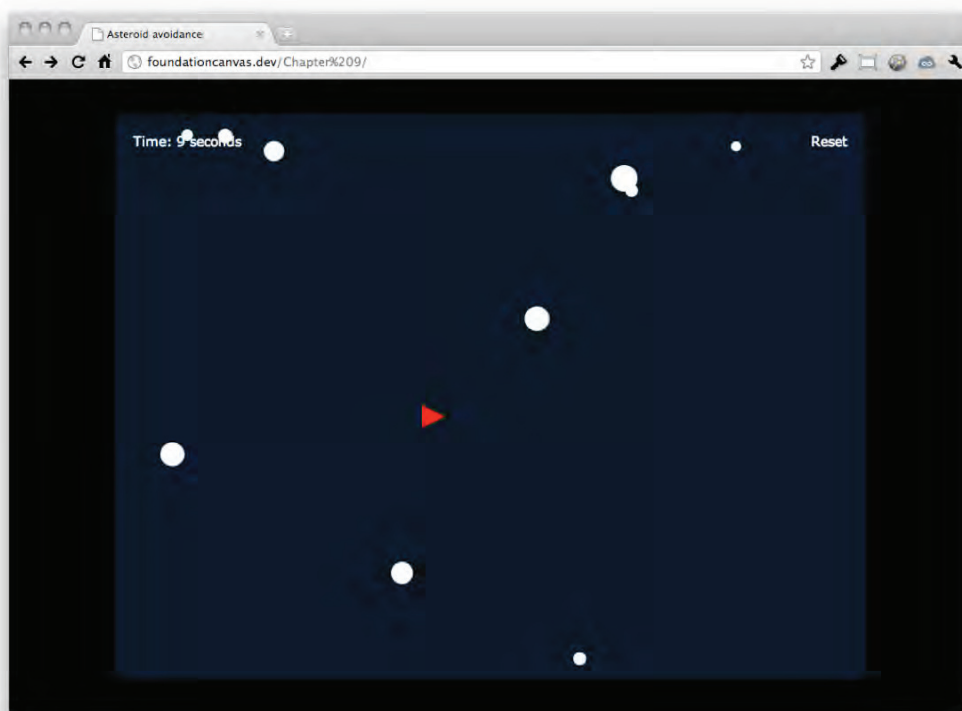 Asteroid avoidance
foundationcanvas.dev/Chapter%209/
Time: 9 seconds
Reset